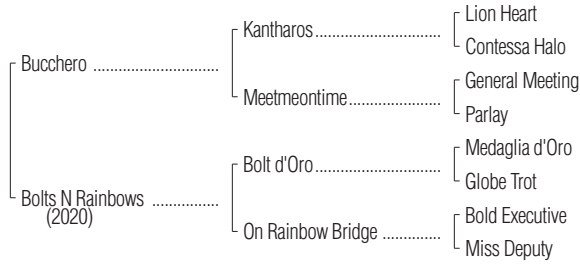 Lion Heart
Kantharos
Contessa Halo
Bucchero
General Meeting
Meetmeontime
Parlay
Medaglia d'Oro
Bolt d'Oro
Globe Trot
Bolts N Rainbows
(2020)
Bold Executive
On Rainbow Bridge
Miss Deputy